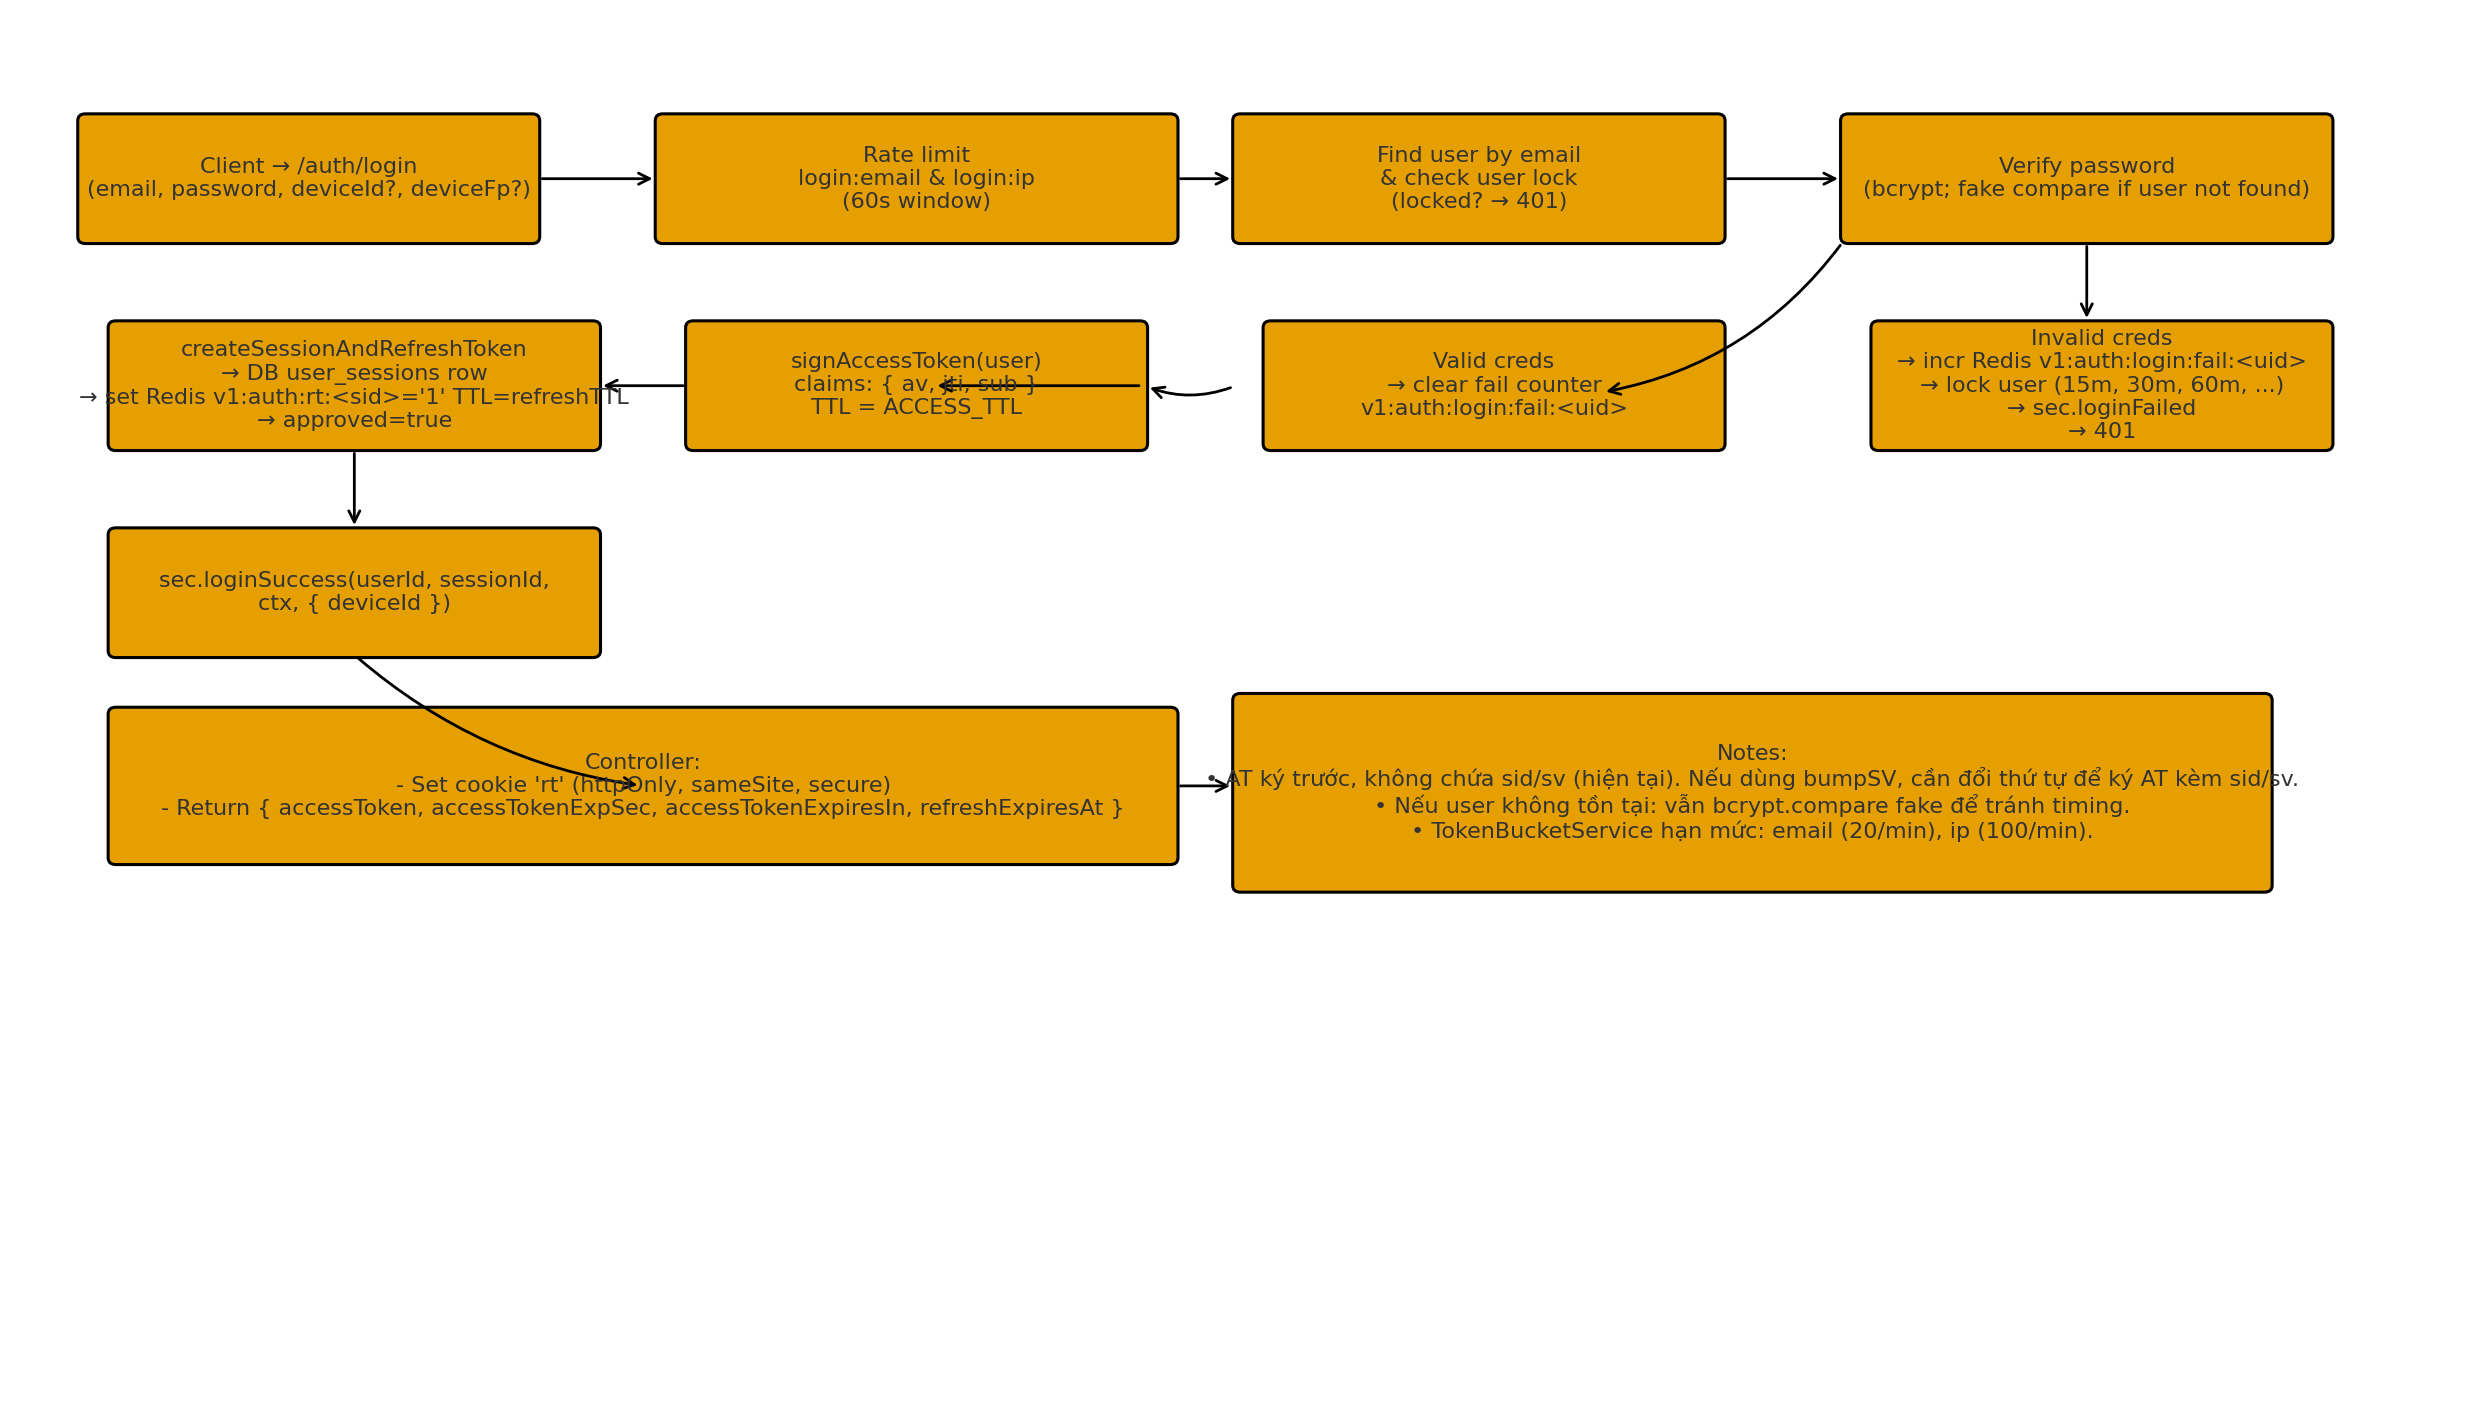 Client → /auth/login
(email, password, deviceId?, deviceFp?)
Rate limit
login:email & login:ip
(60s window)
Find user by email
& check user lock
(locked? → 401)
Verify password
(bcrypt; fake compare if user not found)
createSessionAndRefreshToken
→ DB user_sessions row
→ set Redis v1:auth:rt:<sid>='1' TTL=refreshTTL
→ approved=true
signAccessToken(user)
claims: { av, jti, sub }
TTL = ACCESS_TTL
Valid creds
→ clear fail counter
v1:auth:login:fail:<uid>
Invalid creds
→ incr Redis v1:auth:login:fail:<uid>
→ lock user (15m, 30m, 60m, ...)
→ sec.loginFailed
→ 401
sec.loginSuccess(userId, sessionId,
ctx, { deviceId })
Controller:
- Set cookie 'rt' (httpOnly, sameSite, secure)
- Return { accessToken, accessTokenExpSec, accessTokenExpiresIn, refreshExpiresAt }
Notes:
• AT ký trước, không chứa sid/sv (hiện tại). Nếu dùng bumpSV, cần đổi thứ tự để ký AT kèm sid/sv.
• Nếu user không tồn tại: vẫn bcrypt.compare fake để tránh timing.
• TokenBucketService hạn mức: email (20/min), ip (100/min).